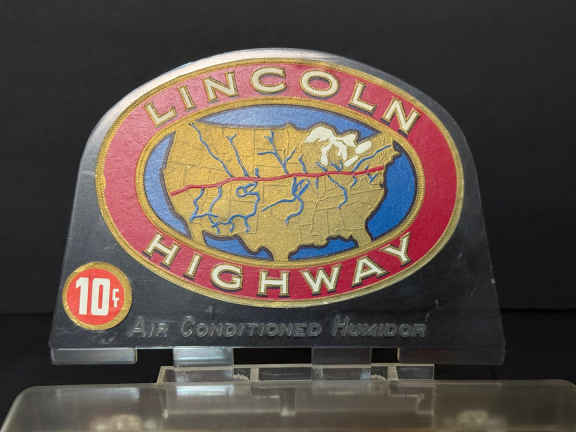 LINCOLN
HIGHWAY
10¢
AIR CONDITIONED HUMIDOR